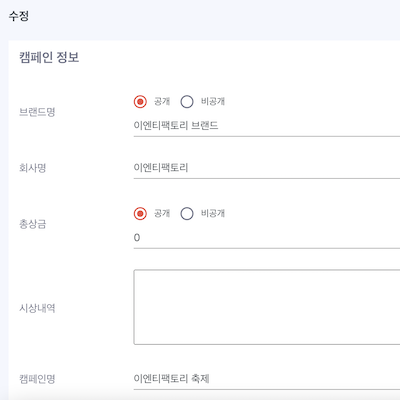 수정
캠페인 정보
브랜드명
공개 비공개
이엔티팩토리 브랜드
회사명
이엔티팩토리
총상금
공개 비공개
0
시상내역
캠페인명
이엔티팩토리 축제